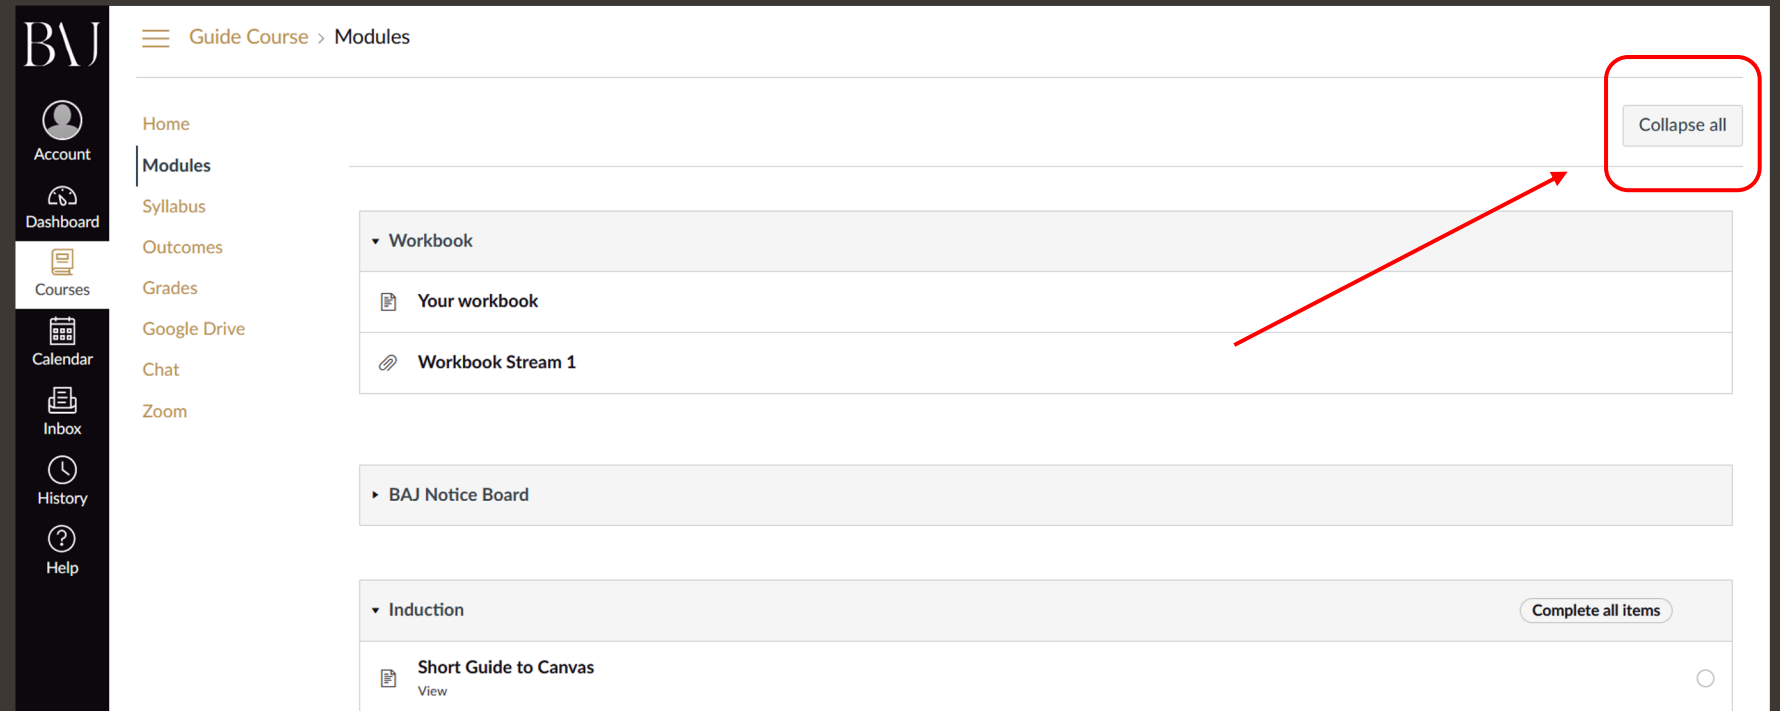 BAJ
Guide Course > Modules
Account
Dashboard
Courses
Calendar
Inbox
History
Help
Home
Modules
Syllabus
Outcomes
Grades
Google Drive
Chat
Zoom
Collapse all
Workbook
Your workbook
Workbook Stream 1
BAJ Notice Board
Induction
Complete all items
Short Guide to Canvas
View